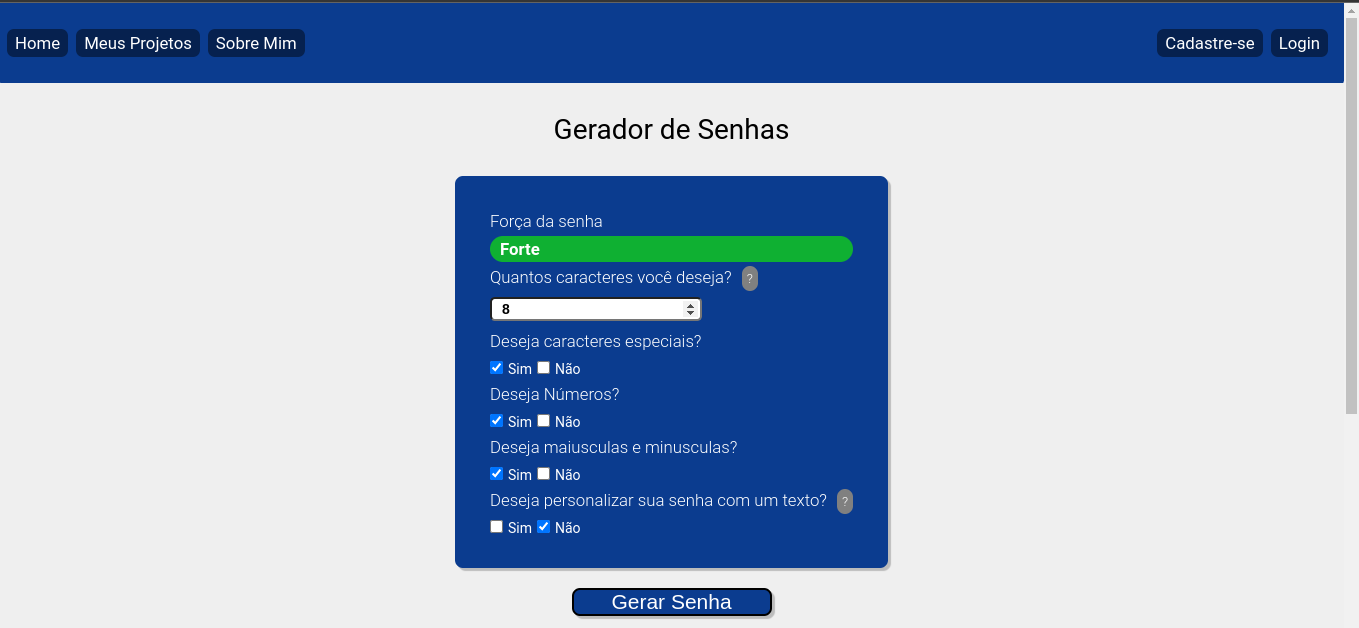 Home Meus Projetos Sobre Mim Cadastre-se Login
Gerador de Senhas
Força da senha
Forte
Quantos caracteres você deseja? ?
8
Deseja caracteres especiais?
Sim Não
Deseja Números?
Sim Não
Deseja maiusculas e minusculas?
Sim Não
Deseja personalizar sua senha com um texto? ?
Sim Não
Gerar Senha